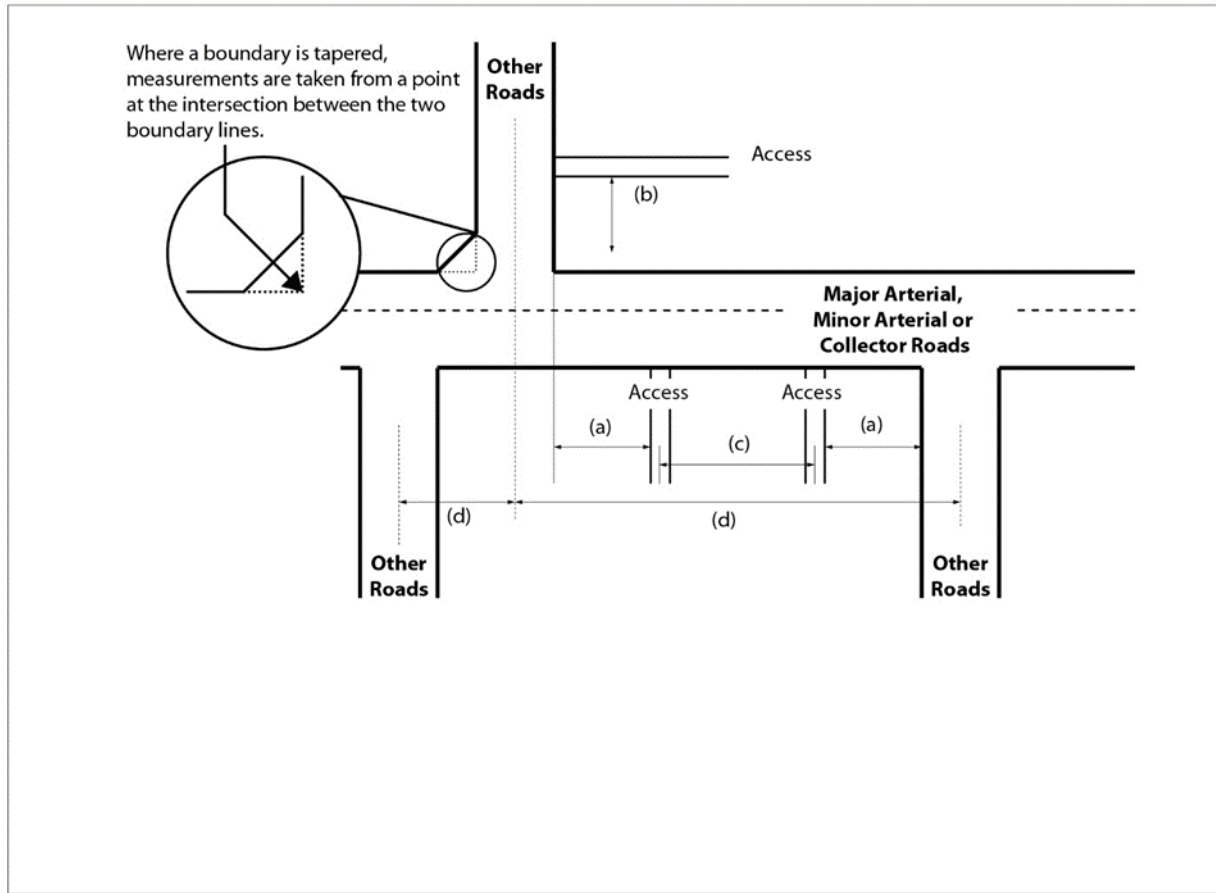 Where a boundary is tapered,
measurements are taken from a point
at the intersection between the two
boundary lines.
Other
Roads
Access
(b)
Major Arterial,
Minor Arterial or
Collector Roads
Access
Access
(a)
(c)
(a)
(d)
(d)
Other
Roads
Other
Roads